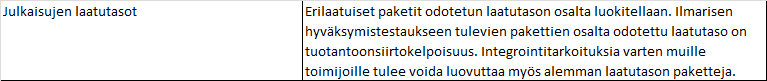 Julkaisujen laatutasot
Erilaatuiset paketit odotetun laatutason osalta luokitellaan. Ilmarisen
hyväksymistestaukseen tulevien pakettien osalta odotettu laatutaso on
tuotantoonsiirtokelpoisuus. Integrointitarkoituksia varten muille
toimijoille tulee voida luovuttaa myös alemman laatutason paketteja.